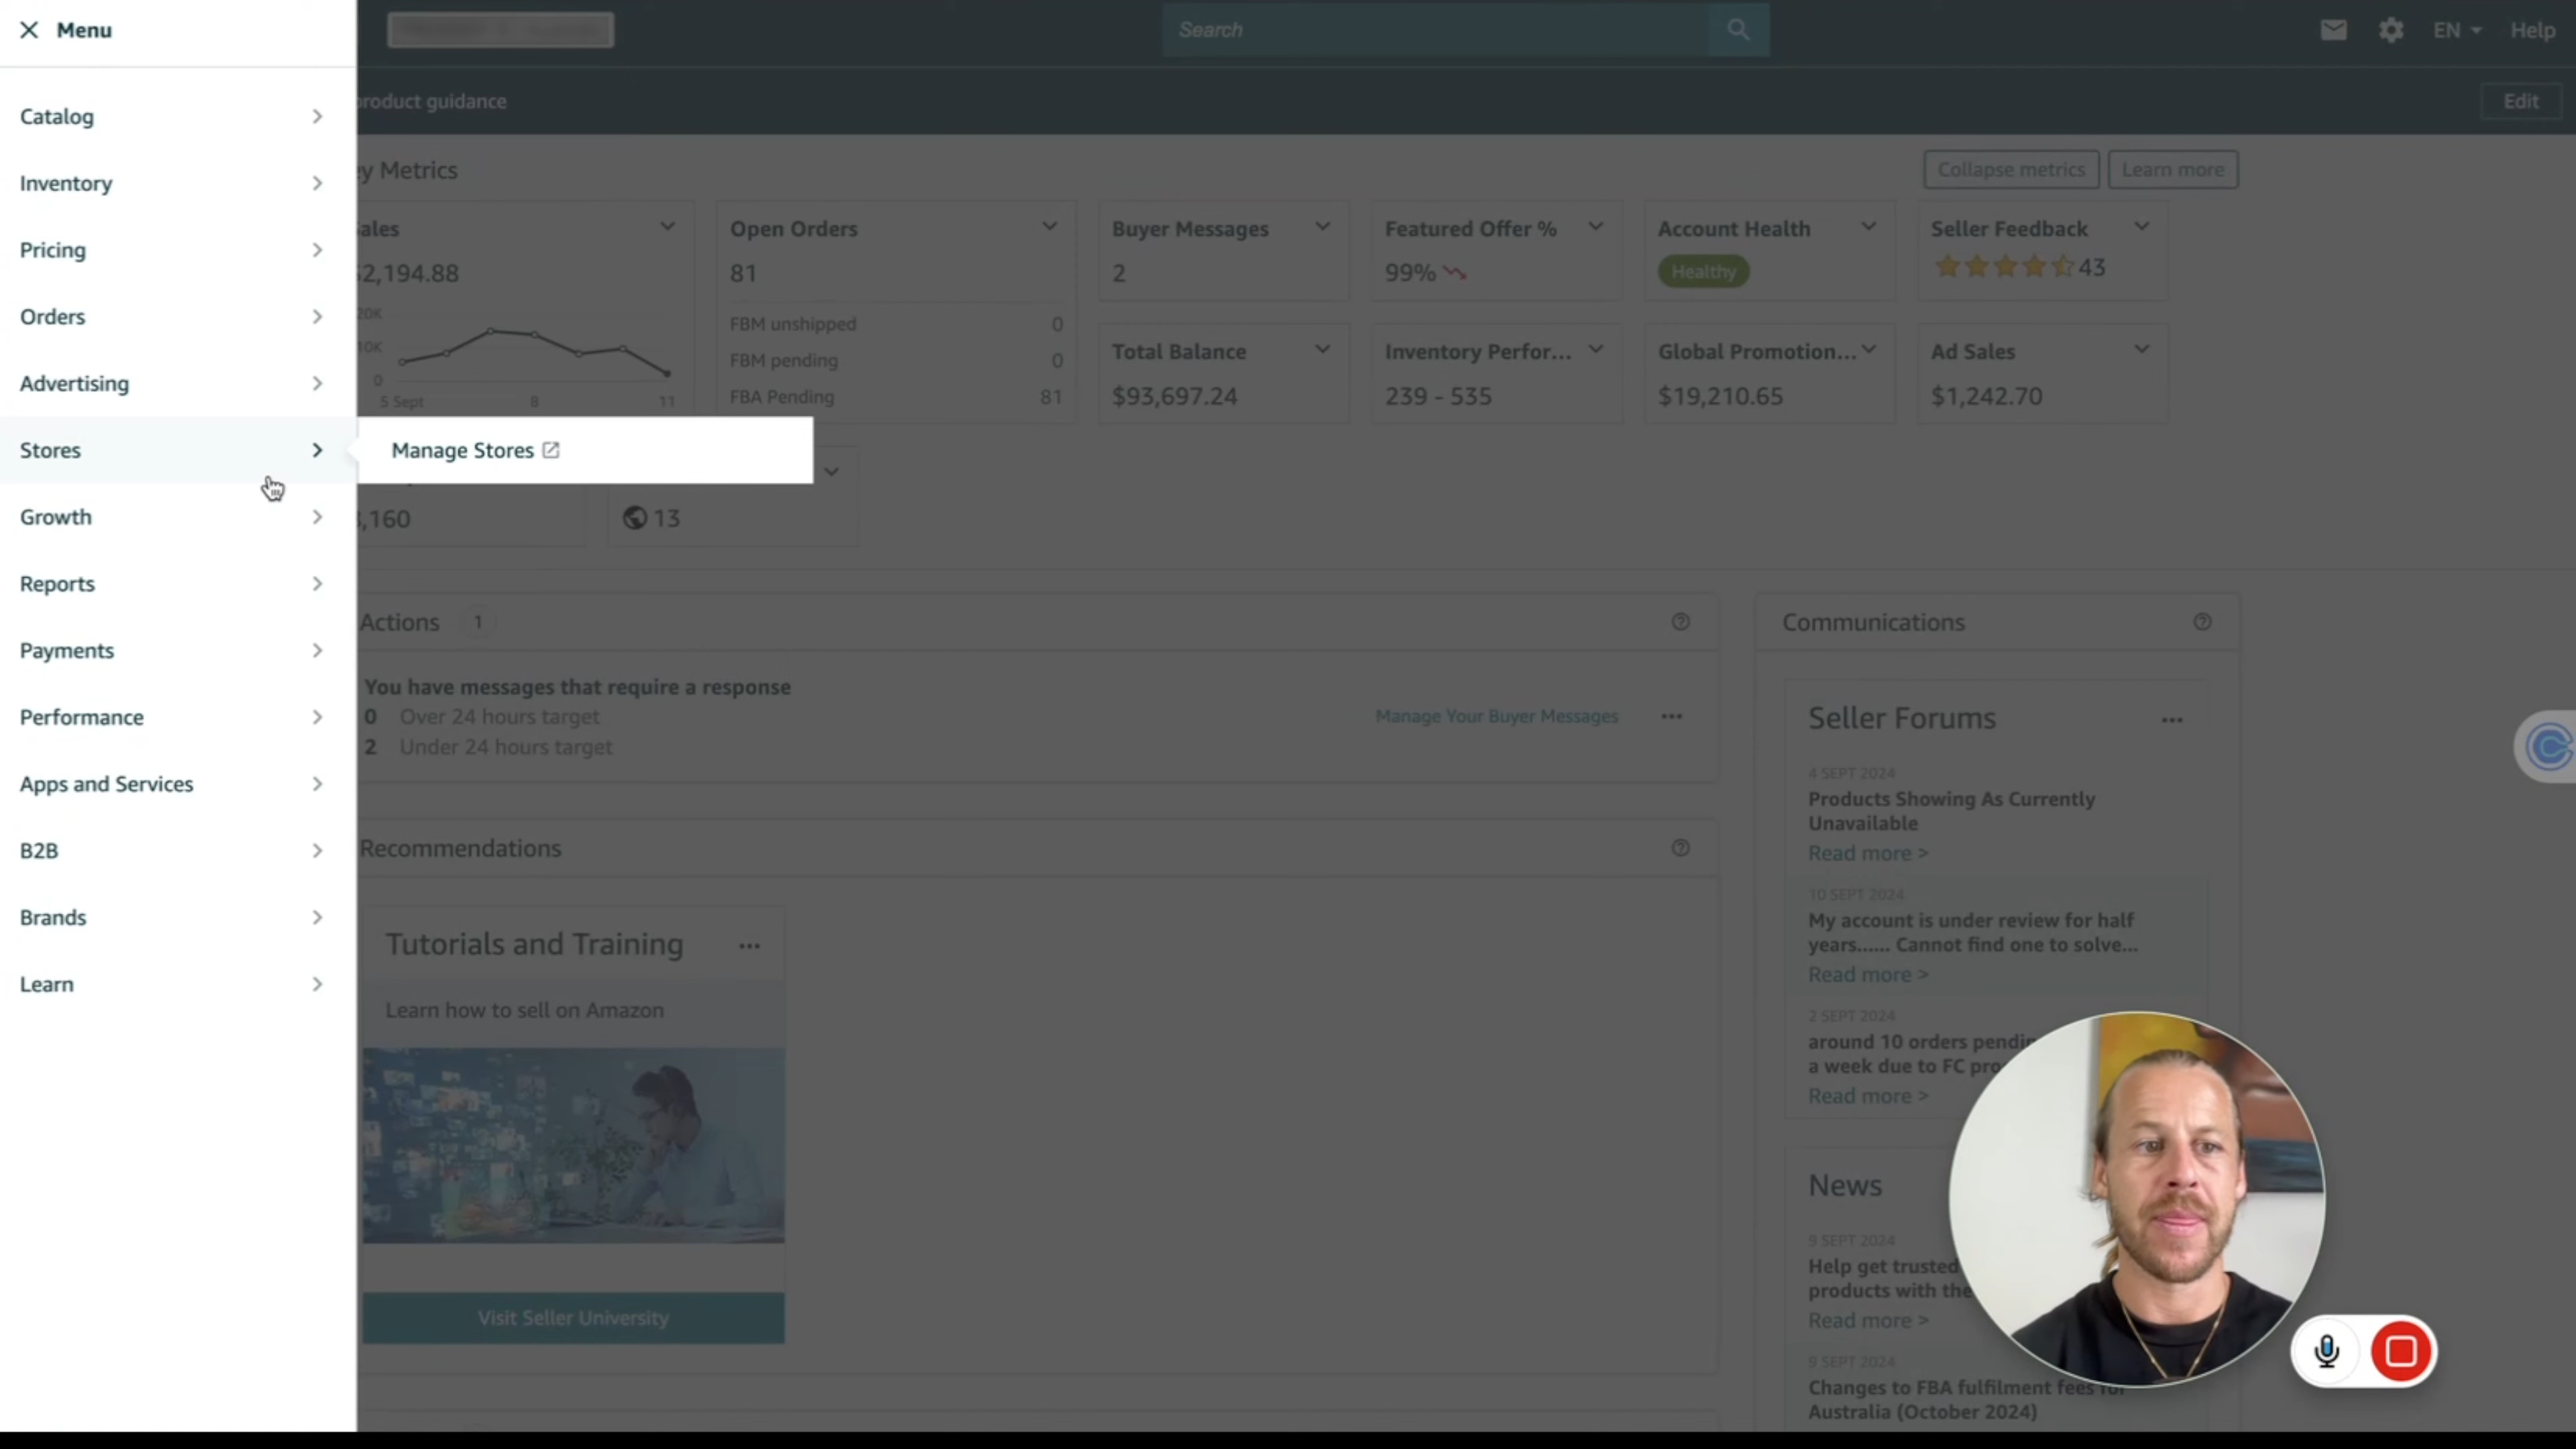 Menu
Search
EN
Help
product guidance
Edit
Catalog
Inventory
Pricing
Orders
Advertising
Stores
Manage Stores
Growth
Reports
Payments
Performance
Apps and Services
B2B
Brands
Learn
ey Metrics
Collapse metrics
Learn more
Sales
$2,194.88
20K
10K
0
5 Sept
8
11
Open Orders
81
FBM unshipped 0
FBM pending 0
FBA Pending 81
Buyer Messages
2
Featured Offer %
99%
Account Health
Healthy
Seller Feedback
43
Total Balance
$93,697.24
Inventory Perfor...
239 - 535
Global Promotion...
$19,210.65
Ad Sales
$1,242.70
,160
13
Actions 1
You have messages that require a response
0 Over 24 hours target
2 Under 24 hours target
Manage Your Buyer Messages
Recommendations
Tutorials and Training
Learn how to sell on Amazon
Visit Seller University
Communications
Seller Forums
4 SEPT 2024
Products Showing As Currently
Unavailable
Read more >
10 SEPT 2024
My account is under review for half
years...... Cannot find one to solve...
Read more >
2 SEPT 2024
around 10 orders pendin
a week due to FC pro
Read more >
News
9 SEPT 2024
Help get trusted
products with the
Read more >
9 SEPT 2024
Changes to FBA fulfilment fees for
Australia (October 2024)